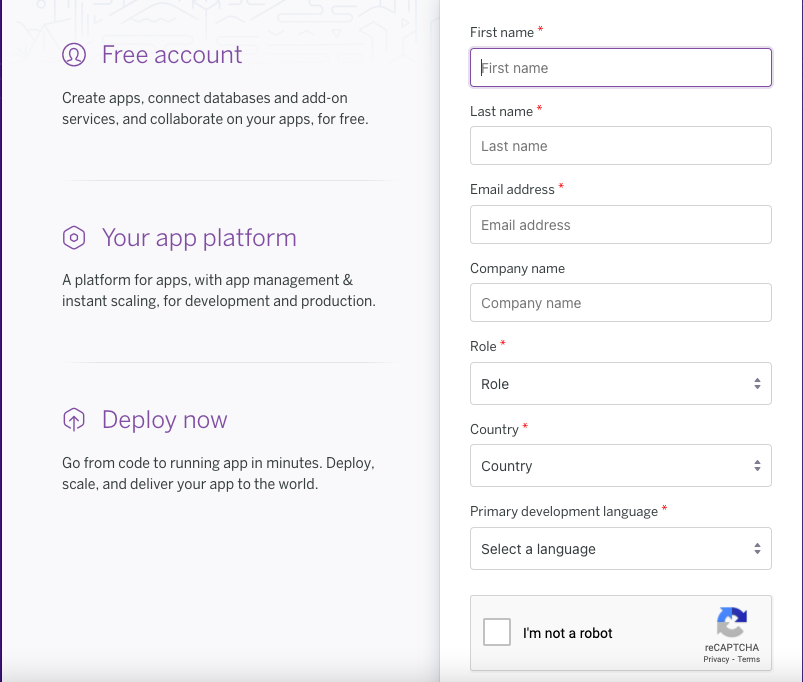 Free account
Create apps, connect databases and add-on
services, and collaborate on your apps, for free.
Your app platform
A platform for apps, with app management &
instant scaling, for development and production.
Deploy now
Go from code to running app in minutes. Deploy,
scale, and deliver your app to the world.
First name *
First name
Last name *
Last name
Email address *
Email address
Company name
Company name
Role *
Role
Country *
Country
Primary development language *
Select a language
I'm not a robot
reCAPTCHA
Privacy - Terms